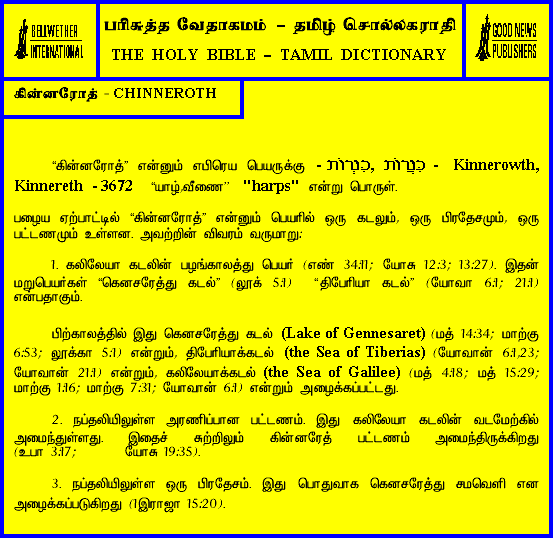 BELLWETHER
INTERNATIONAL
பரிசுத்த வேதாகமம் – தமிழ் சொல்லகராதி
THE HOLY BIBLE – TAMIL DICTIONARY
GOOD NEWS
PUBLISHERS
கின்னரோத் - CHINNEROTH
“கின்னரோத்” என்னும் எபிரெய பெயருக்கு - כִּנְּרוֹת, כִּנֶּרֶת - Kinnerowth,
Kinnereth - 3672 “யாழ்,வீணை” "harps" என்று பொருள்.
பழைய ஏற்பாட்டில் “கின்னரோத்” என்னும் பெயரில் ஒரு கடலும், ஒரு பிரதேசமும், ஒரு
பட்டணமும் உள்ளன. அவற்றின் விவரம் வருமாறு:
1. கலிலேயா கடலின் பழங்காலத்து பெயர் (எண் 34:11; யோசு 12:3; 13:27). இதன்
மறுபெயர்கள் “கெனசரேத்து கடல்” (லூக் 5:1) “திபேரியா கடல்” (யோவா 6:1; 21:1)
என்பதாகும்.
பிற்காலத்தில் இது கெனசரேத்து கடல் (Lake of Gennesaret) (மத் 14:34; மாற்கு
6:53; லூக்கா 5:1) என்றும், திபேரியாக்கடல் (the Sea of Tiberias) (யோவான் 6:1,23;
யோவான் 21:1) என்றும், கலிலேயாக்கடல் (the Sea of Galilee) (மத் 4:18; மத் 15:29;
மாற்கு 1:16; மாற்கு 7:31; யோவான் 6:1) என்றும் அழைக்கப்பட்டது.
2. நப்தலியிலுள்ள அரணிப்பான பட்டணம். இது கலிலேயா கடலின் வடமேற்கில்
அமைந்துள்ளது. இதைச் சுற்றிலும் கின்னரேத் பட்டணம் அமைந்திருக்கிறது
(உபா 3:17; யோசு 19:35).
3. நப்தலியிலுள்ள ஒரு பிரதேசம். இது பொதுவாக கெனசரேத்து சமவெளி என
அழைக்கப்படுகிறது (1இராஜா 15:20).